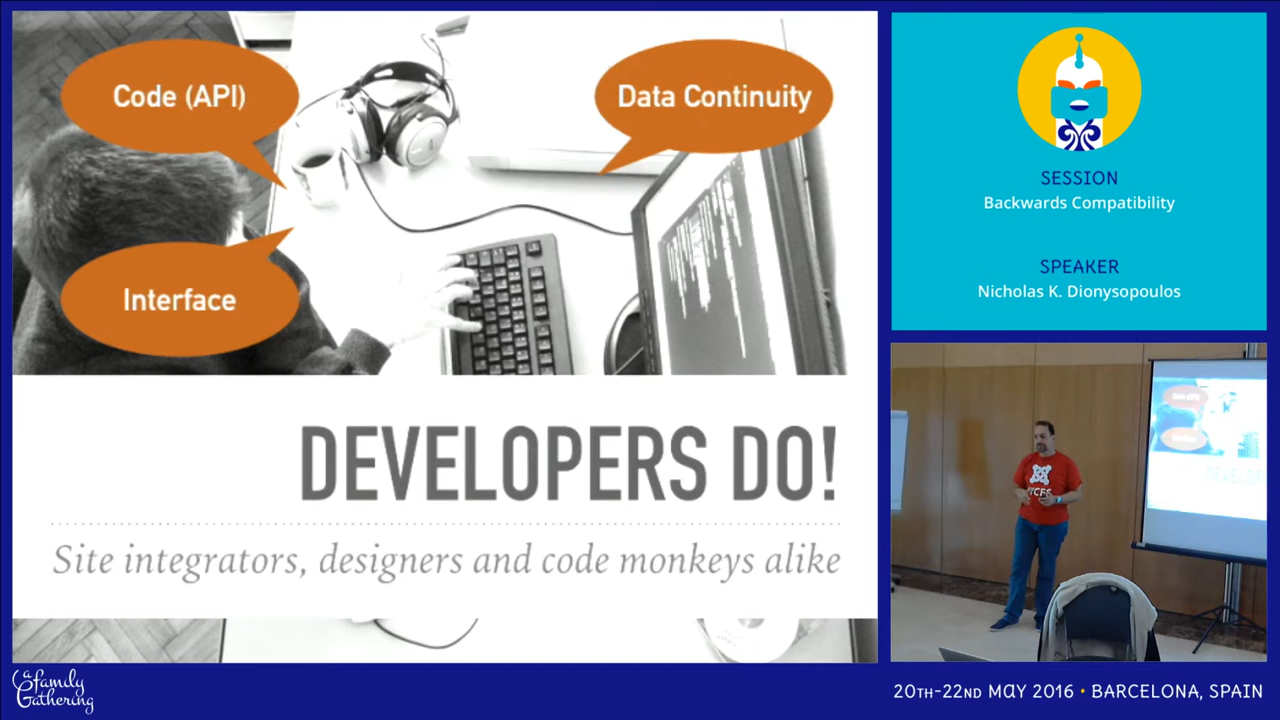 Code (API)
Data Continuity
Interface
DEVELOPERS DO!
Site integrators, designers and code monkeys alike
SESSION
Backwards Compatibility
SPEAKER
Nicholas K. Dionysopoulos
a family
Gathering
20TH-22ND MAY 2016 • BARCELONA, SPAIN